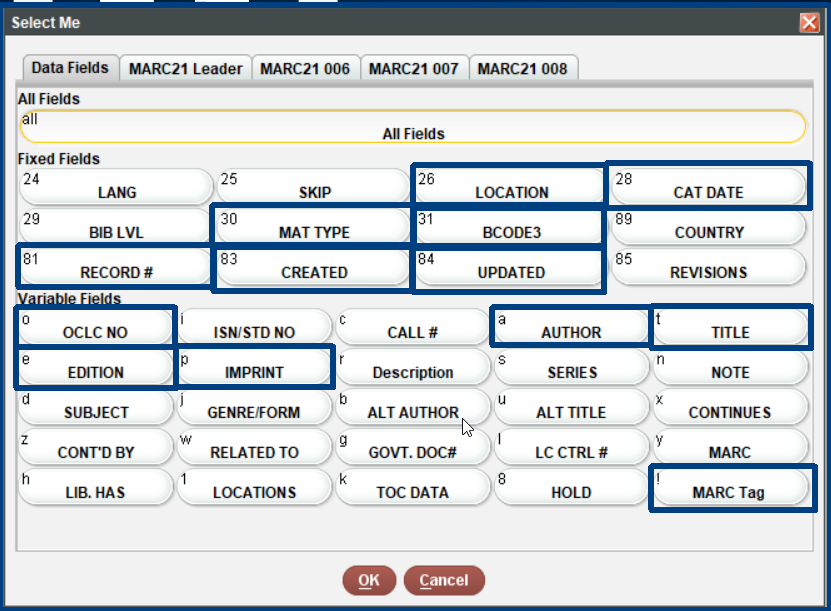 Select Me
Data Fields MARC21 Leader MARC21 006 MARC21 007 MARC21 008
All Fields
all All Fields
Fixed Fields
24 LANG 25 SKIP 26 LOCATION 28 CAT DATE
29 BIB LVL 30 MAT TYPE 31 BCODE3 89 COUNTRY
81 RECORD # 83 CREATED 84 UPDATED 85 REVISIONS
Variable Fields
o OCLC NO i ISN/STD NO c CALL # a AUTHOR t TITLE
e EDITION p IMPRINT r Description s SERIES n NOTE
d SUBJECT j GENRE/FORM b ALT AUTHOR u ALT TITLE x CONTINUES
z CONT'D BY w RELATED TO g GOVT. DOC# l LC CTRL # y MARC
h LIB. HAS 1 LOCATIONS k TOC DATA 8 HOLD ! MARC Tag
OK Cancel